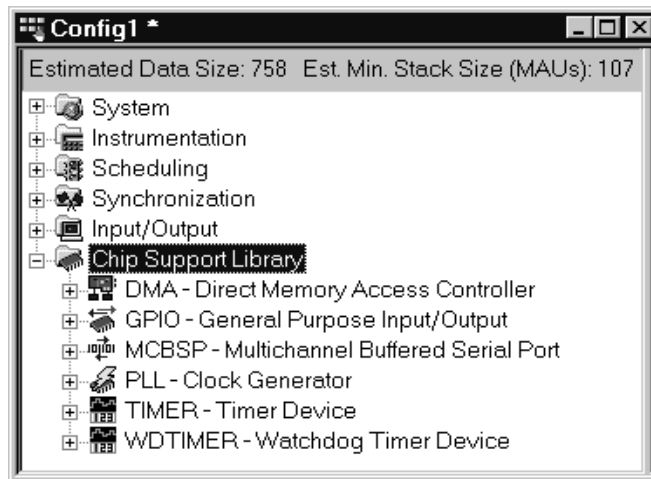 Config1 *
Estimated Data Size: 758 Est. Min. Stack Size (MAUs): 107
System
Instrumentation
Scheduling
Synchronization
Input/Output
Chip Support Library
DMA - Direct Memory Access Controller
GPIO - General Purpose Input/Output
MCBSP - Multichannel Buffered Serial Port
PLL - Clock Generator
TIMER - Timer Device
WDTIMER - Watchdog Timer Device